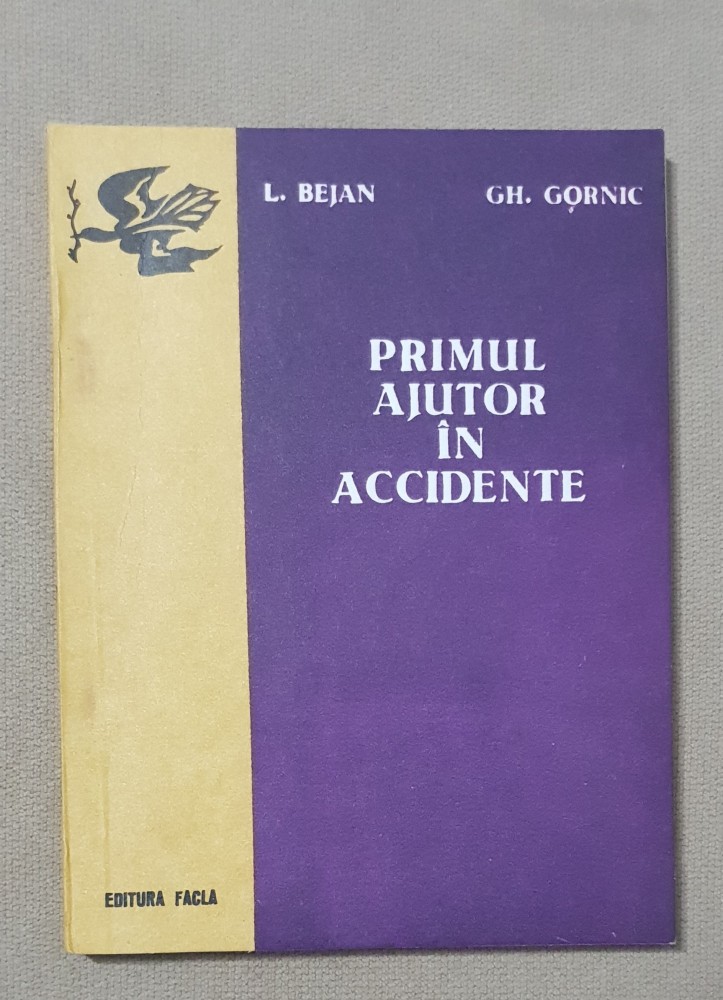 L. BEJAN GH. GORNIC
PRIMUL
AJUTOR
ÎN
ACCIDENTE
EDITURA FACLA